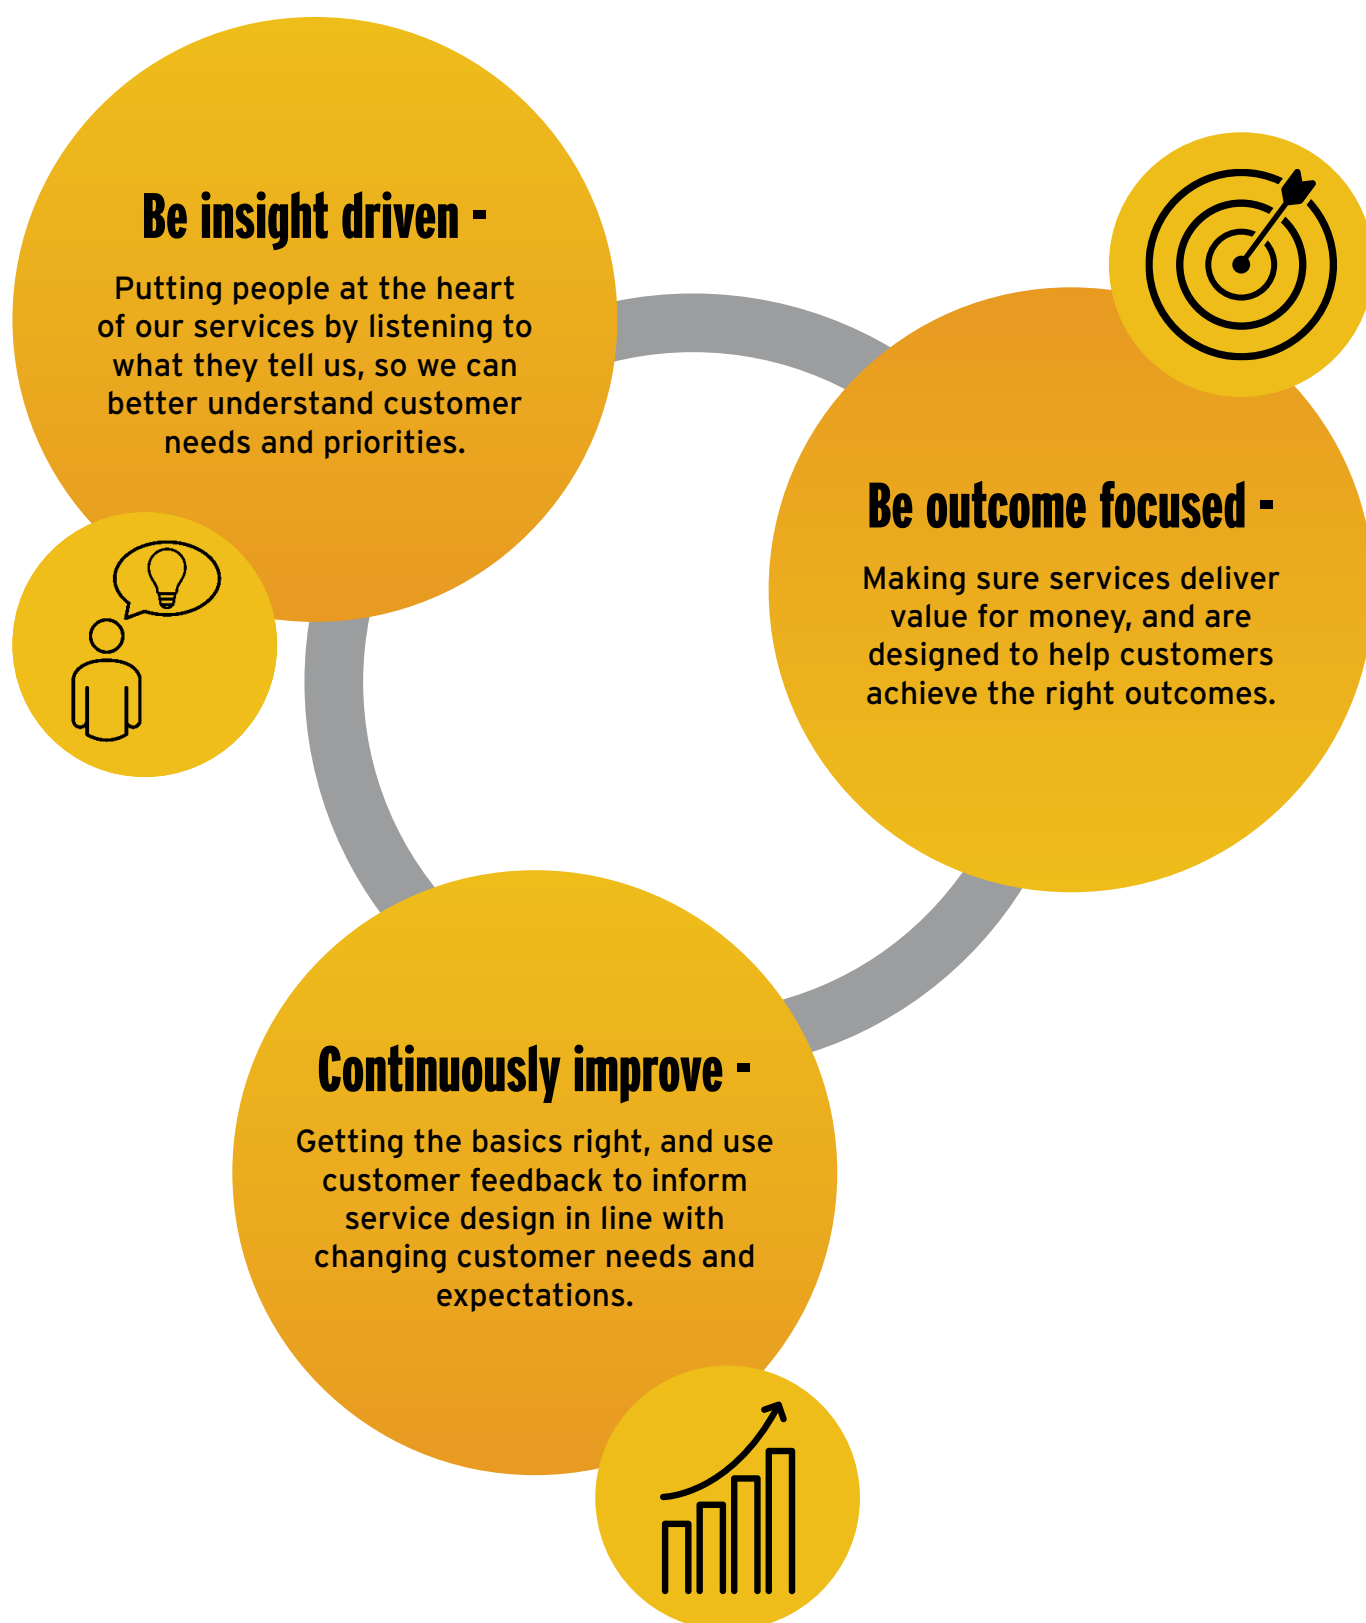 Be insight driven -
Putting people at the heart
of our services by listening to
what they tell us, so we can
better understand customer
needs and priorities.
Be outcome focused -
Making sure services deliver
value for money, and are
designed to help customers
achieve the right outcomes.
Continuously improve -
Getting the basics right, and use
customer feedback to inform
service design in line with
changing customer needs and
expectations.